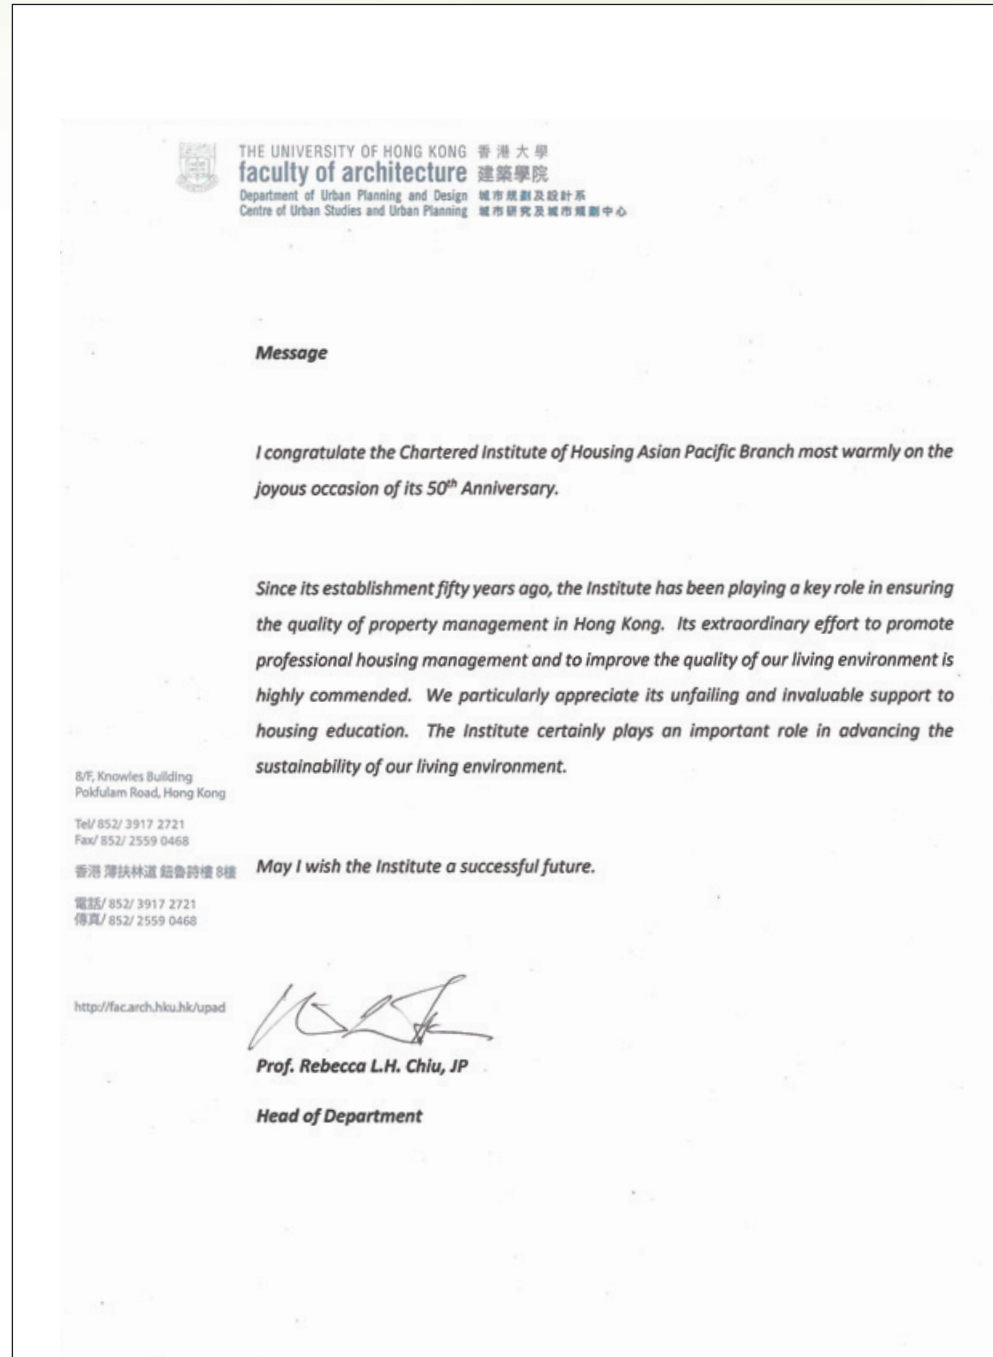 THE UNIVERSITY OF HONG KONG 香港大學
faculty of architecture 建築學院
Department of Urban Planning and Design 城市規劃及設計系
Centre of Urban Studies and Urban Planning 城市研究及城市規劃中心
Message
I congratulate the Chartered Institute of Housing Asian Pacific Branch most warmly on the
joyous occasion of its 50th Anniversary.
Since its establishment fifty years ago, the Institute has been playing a key role in ensuring
the quality of property management in Hong Kong. Its extraordinary effort to promote
professional housing management and to improve the quality of our living environment is
highly commended. We particularly appreciate its unfailing and invaluable support to
housing education. The Institute certainly plays an important role in advancing the
sustainability of our living environment.
May I wish the Institute a successful future.
Prof. Rebecca L.H. Chiu, JP
Head of Department
8/F, Knowles Building
Pokfulam Road, Hong Kong
Tel/ 852/ 3917 2721
Fax/ 852/ 2559 0468
香港 薄扶林道 鈕魯詩樓 8樓
電話/ 852/ 3917 2721
傳真/ 852/ 2559 0468
http://fac.arch.hku.hk/upad